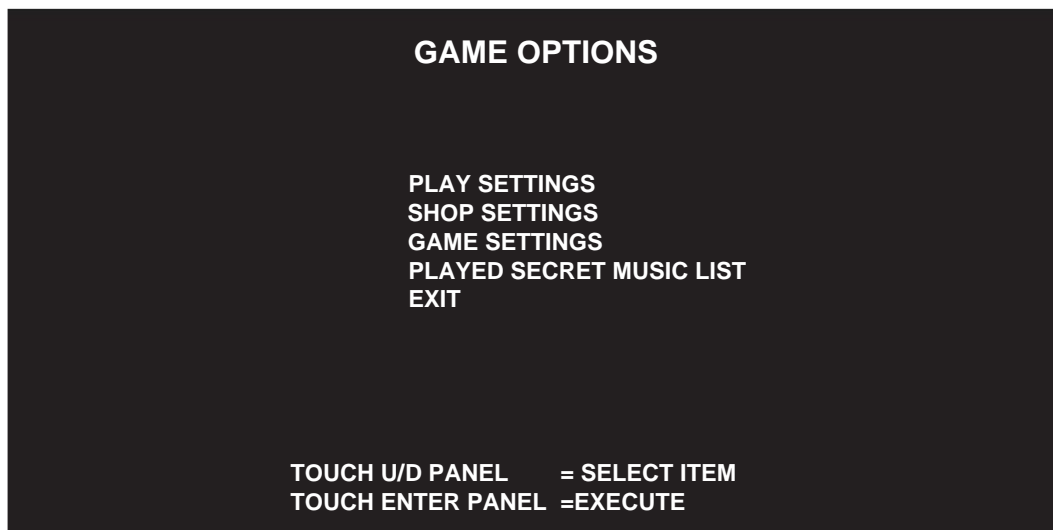 GAME OPTIONS
PLAY SETTINGS
SHOP SETTINGS
GAME SETTINGS
PLAYED SECRET MUSIC LIST
EXIT
TOUCH U/D PANEL = SELECT ITEM
TOUCH ENTER PANEL =EXECUTE